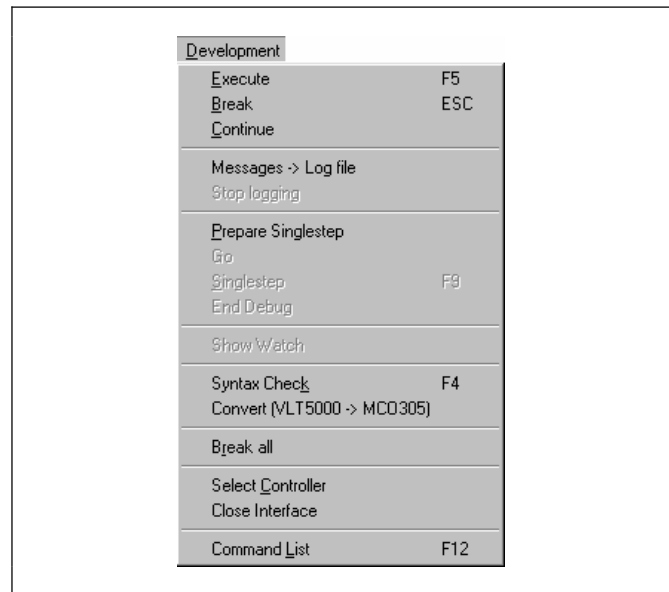 Development
Execute F5
Break ESC
Continue
Messages -> Log file
Stop logging
Prepare Singlestep
Go
Singlestep F9
End Debug
Show Watch
Syntax Check F4
Convert (VLT5000 -> MCO305)
Break all
Select Controller
Close Interface
Command List F12